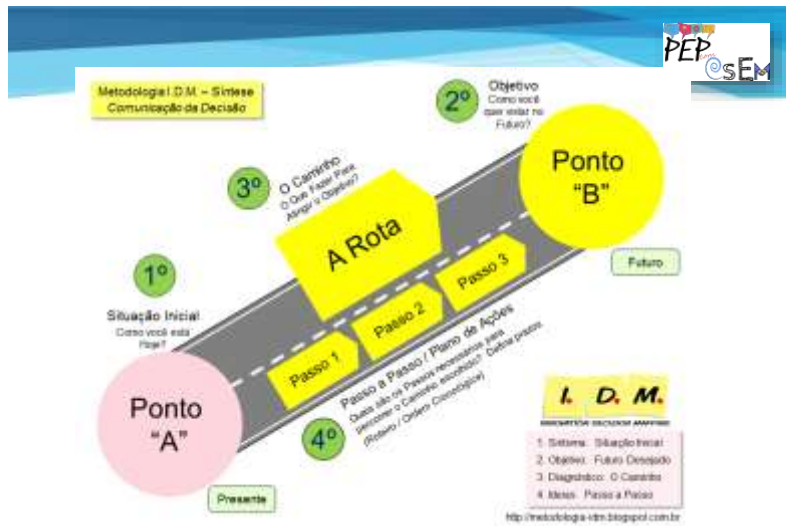 PEP
@SEM
Metodologia I.D.M. – Síntese
Comunicação da Decisão
2º
Objetivo
Como você
quer estar no
Futuro?
Ponto
“B”
Futuro
3º
O Caminho
O Que Fazer Para
Atingir o Objetivo?
A Rota
1º
Situação Inicial
Como você está
Hoje?
Passo 1
Passo 2
Passo 3
Ponto
“A”
Presente
4º
Passo a Passo / Plano de Ações
Quais são os Passos necessários para
percorrer o Caminho escolhido? Defina prazos
(Roteiro / Ordem Cronológica)
I. D. M.
DECISION MAPPING
1 Sintoma: Situação Inicial
2. Objetivo: Futuro Desejado
3 Diagnóstico: O Caminho
4 Ideias: Passo a Passo
http://metodologia-idm.blogspot.com.br